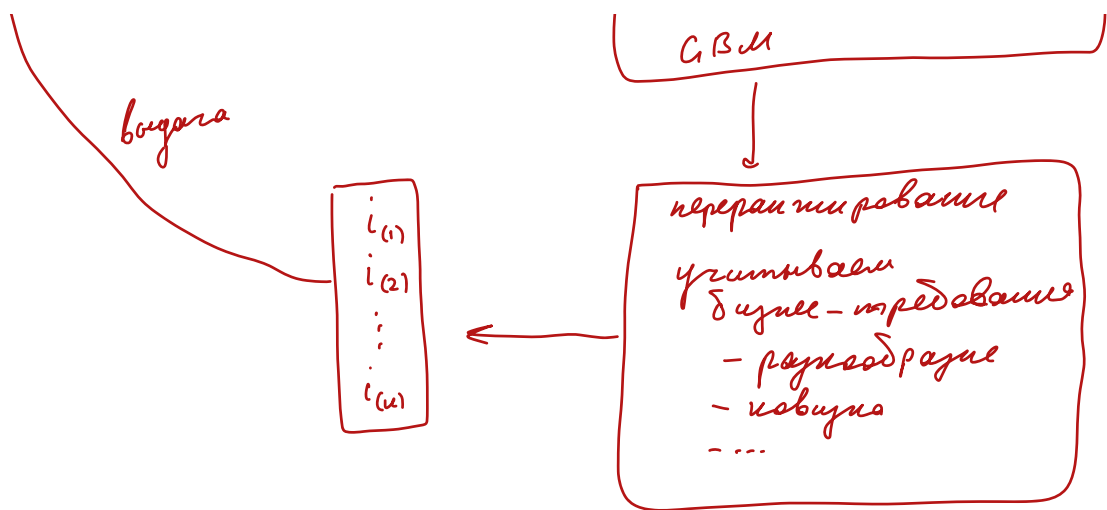 GBM
выдача
переранжирование
учитываем
бизнес - требования
- разнообразие
- новизна
- ....
i(1)
i(2)
⋮
i(k)